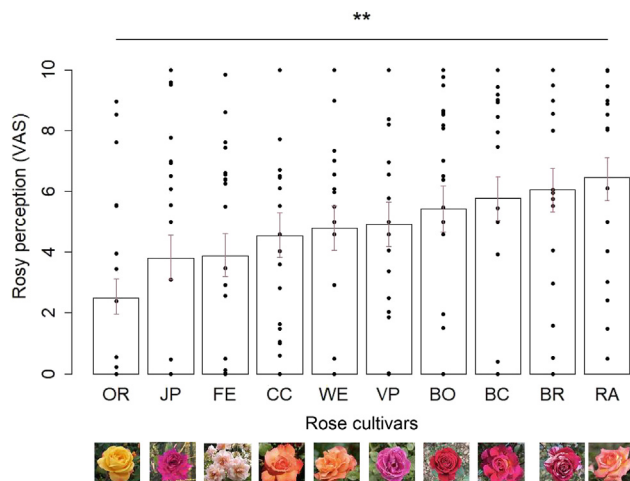 **
Rosy perception (VAS)
10
8
6
4
2
0
OR JP FE CC WE VP BO BC BR RA
Rose cultivars